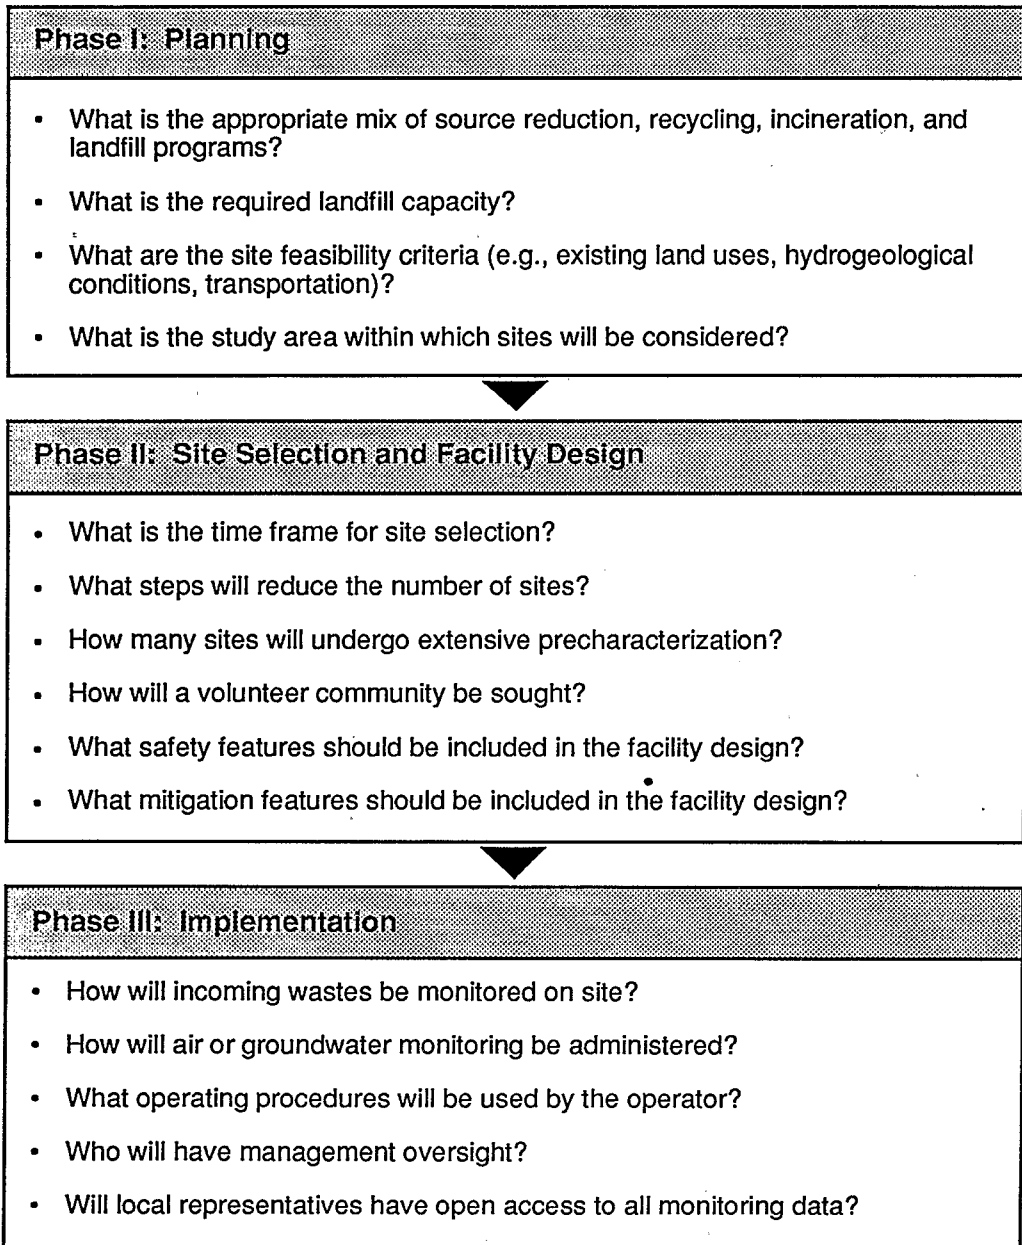 Phase I: Planning
• What is the appropriate mix of source reduction, recycling, incineration, and
landfill programs?
• What is the required landfill capacity?
• What are the site feasibility criteria (e.g., existing land uses, hydrogeological
conditions, transportation)?
• What is the study area within which sites will be considered?
Phase II: Site Selection and Facility Design
• What is the time frame for site selection?
• What steps will reduce the number of sites?
• How many sites will undergo extensive precharacterization?
• How will a volunteer community be sought?
• What safety features should be included in the facility design?
• What mitigation features should be included in the facility design?
Phase III: Implementation
• How will incoming wastes be monitored on site?
• How will air or groundwater monitoring be administered?
• What operating procedures will be used by the operator?
• Who will have management oversight?
• Will local representatives have open access to all monitoring data?